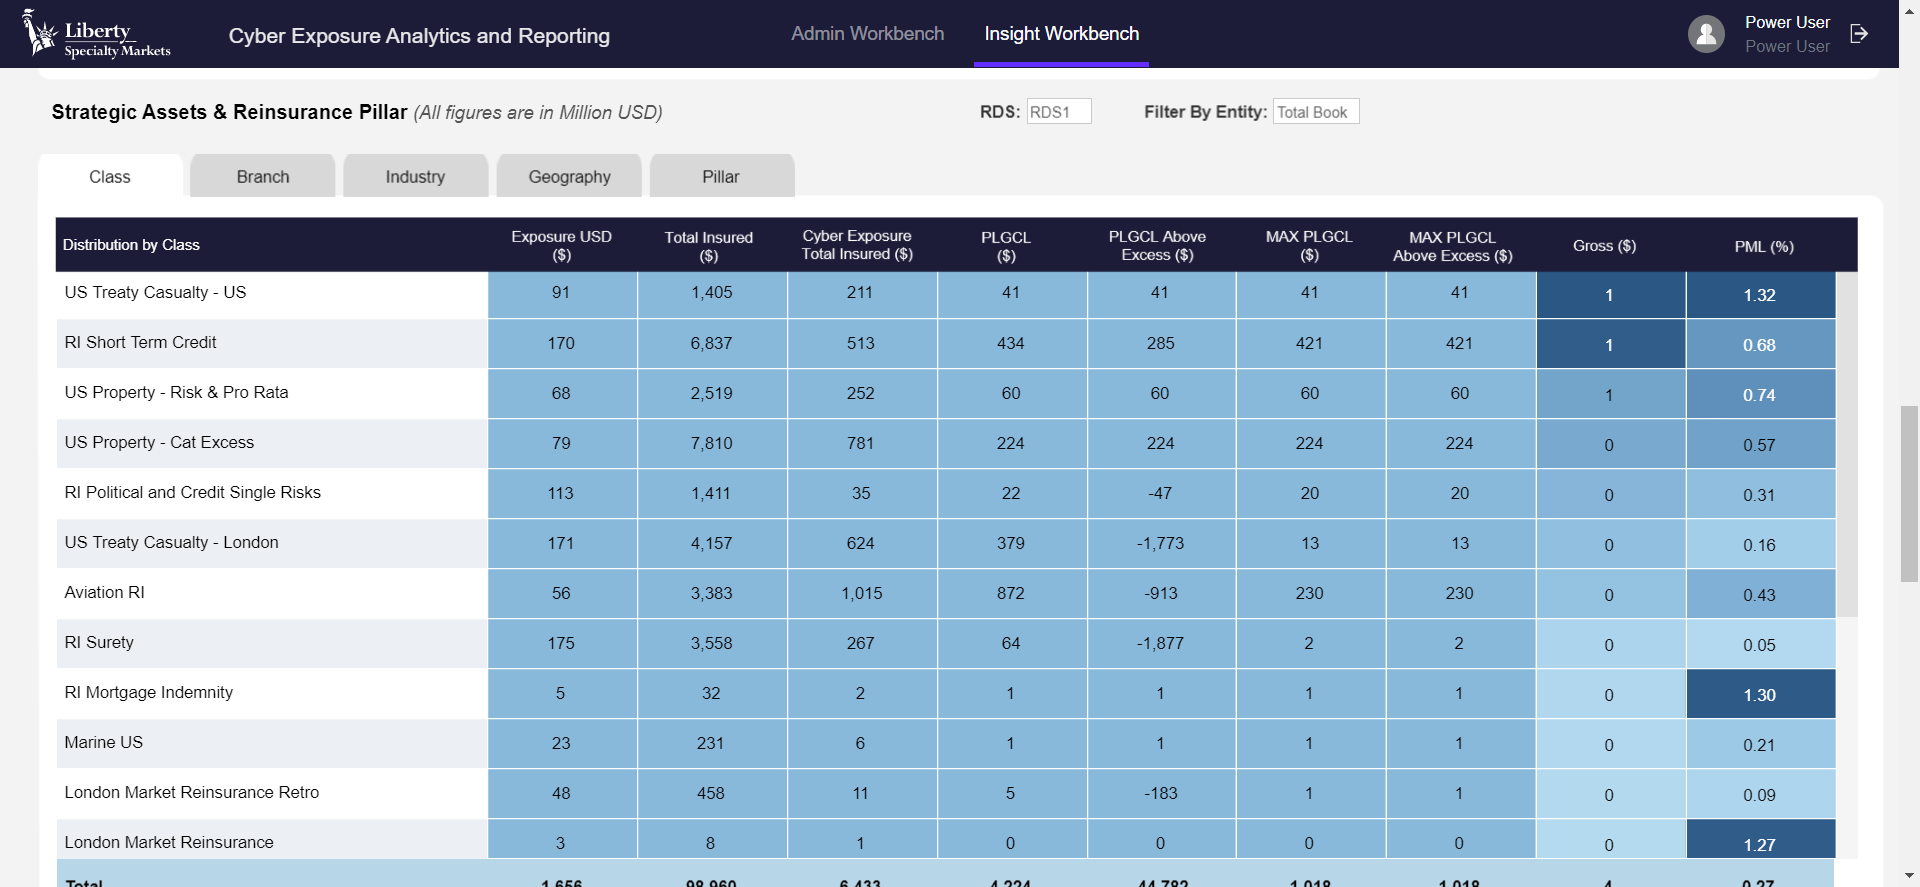 Liberty
Specialty Markets
Cyber Exposure Analytics and Reporting
Admin Workbench
Insight Workbench
Power User
Power User
Strategic Assets & Reinsurance Pillar (All figures are in Million USD)
RDS: RDS1
Filter By Entity: Total Book
Class
Branch
Industry
Geography
Pillar
Distribution by Class
Exposure USD ($)
Total Insured ($)
Cyber Exposure Total Insured ($)
PLGCL ($)
PLGCL Above Excess ($)
MAX PLGCL ($)
MAX PLGCL Above Excess ($)
Gross ($)
PML (%)
US Treaty Casualty - US 91 1,405 211 41 41 41 41 1 1.32
RI Short Term Credit 170 6,837 513 434 285 421 421 1 0.68
US Property - Risk & Pro Rata 68 2,519 252 60 60 60 60 1 0.74
US Property - Cat Excess 79 7,810 781 224 224 224 224 0 0.57
RI Political and Credit Single Risks 113 1,411 35 22 -47 20 20 0 0.31
US Treaty Casualty - London 171 4,157 624 379 -1,773 13 13 0 0.16
Aviation RI 56 3,383 1,015 872 -913 230 230 0 0.43
RI Surety 175 3,558 267 64 -1,877 2 2 0 0.05
RI Mortgage Indemnity 5 32 2 1 1 1 1 0 1.30
Marine US 23 231 6 1 1 1 1 0 0.21
London Market Reinsurance Retro 48 458 11 5 -183 1 1 0 0.09
London Market Reinsurance 3 8 1 0 0 0 0 0 1.27
Total 1,656 98,960 6,433 4,224 44,782 1,018 1,018 4 0.27